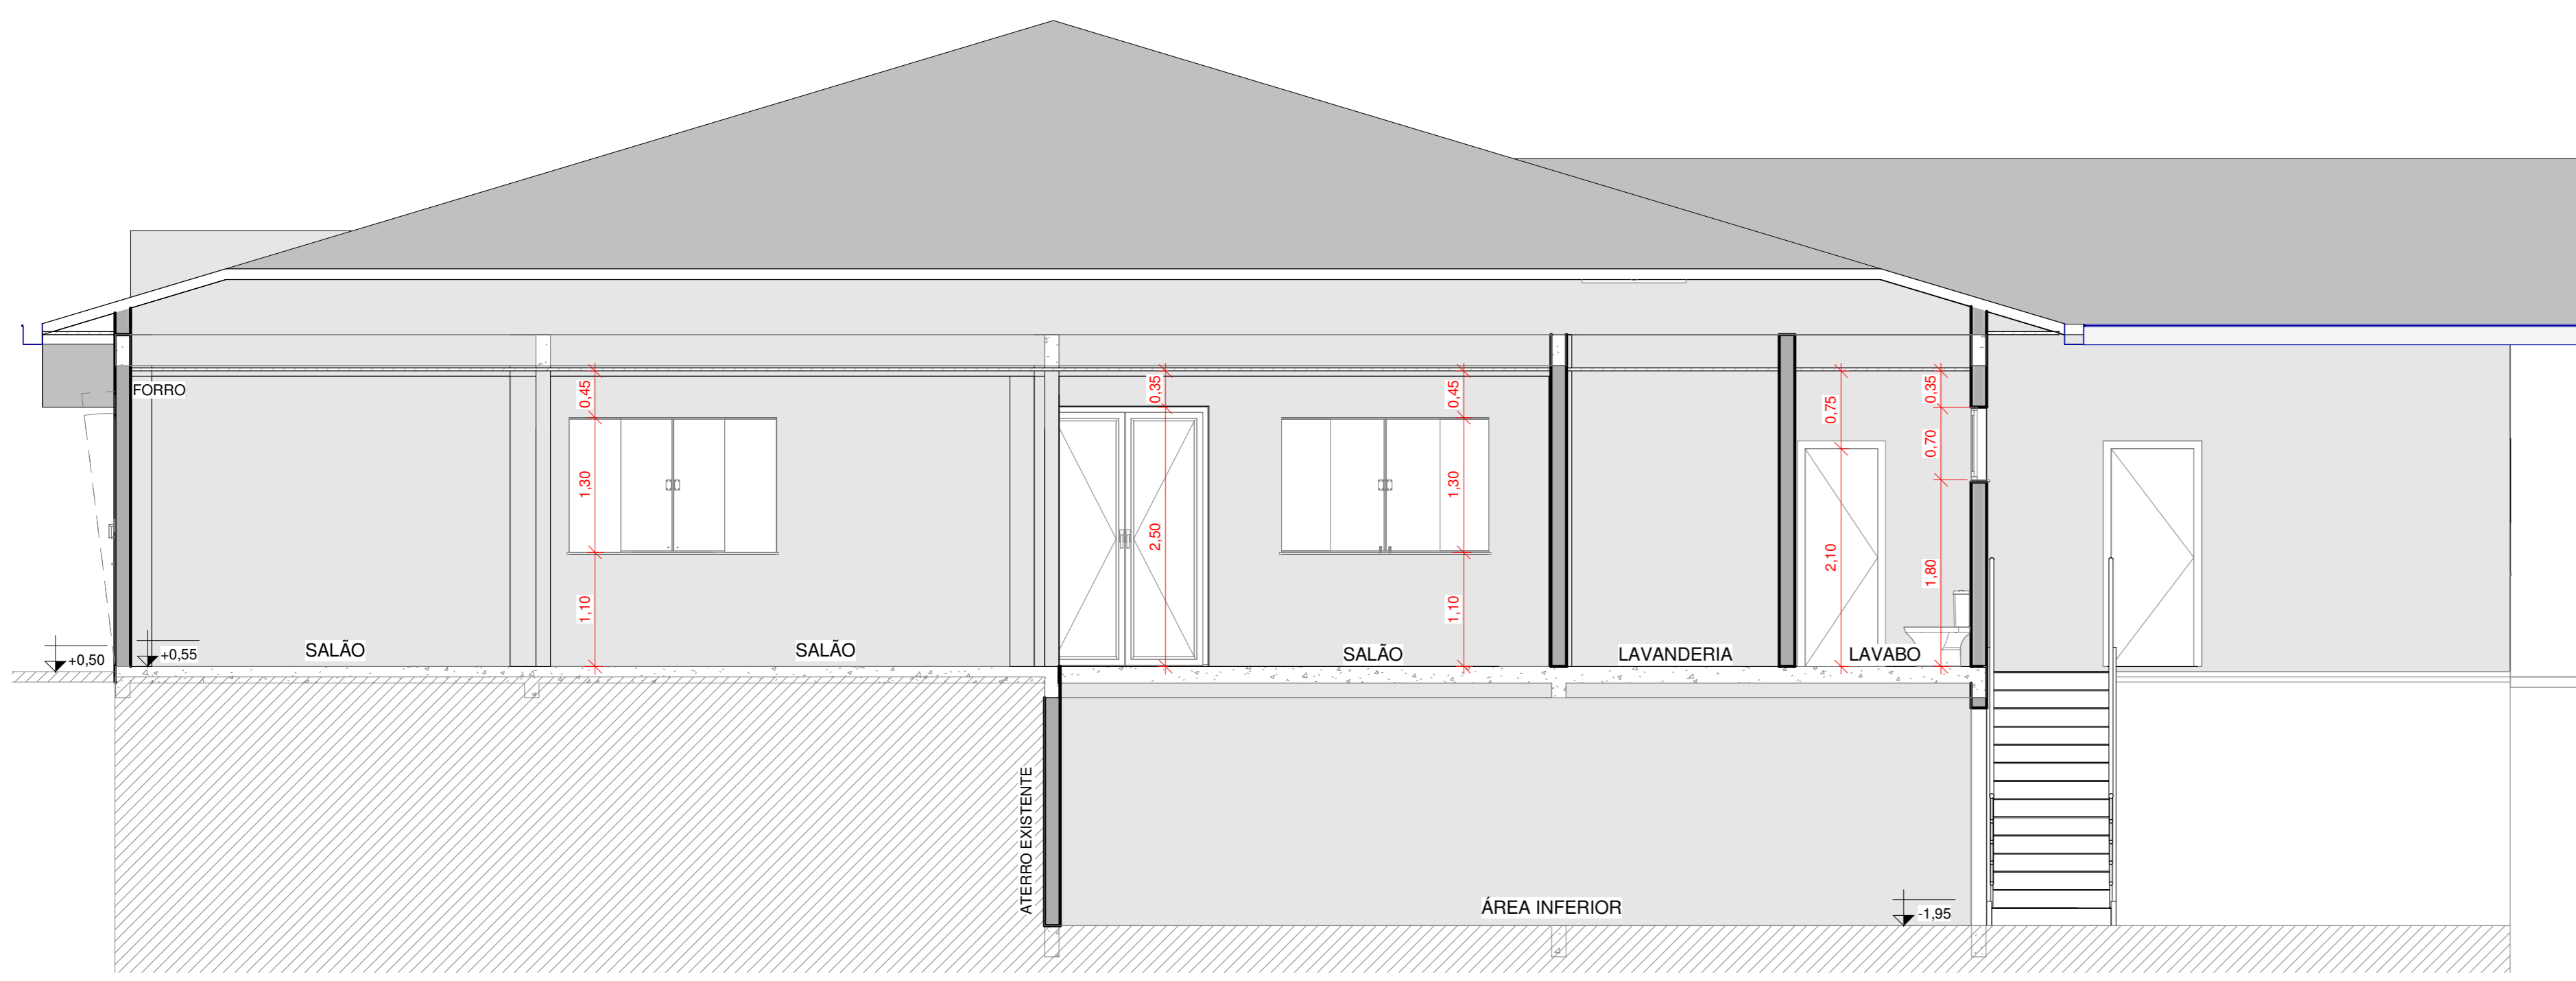 FORRO
0,45
0,35
0,45
0,75
0,35
0,70
1,30
2,50
1,30
2,10
1,80
1,10
1,10
+0,50
+0,55
SALÃO
SALÃO
SALÃO
LAVANDERIA
LAVABO
ATERRO EXISTENTE
ÁREA INFERIOR
-1,95